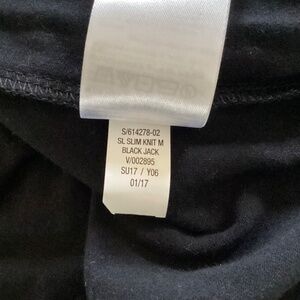 S/614278-02
SL SLIM KNIT M
BLACK JACK
V/002895
SU17 / Y06
01/17